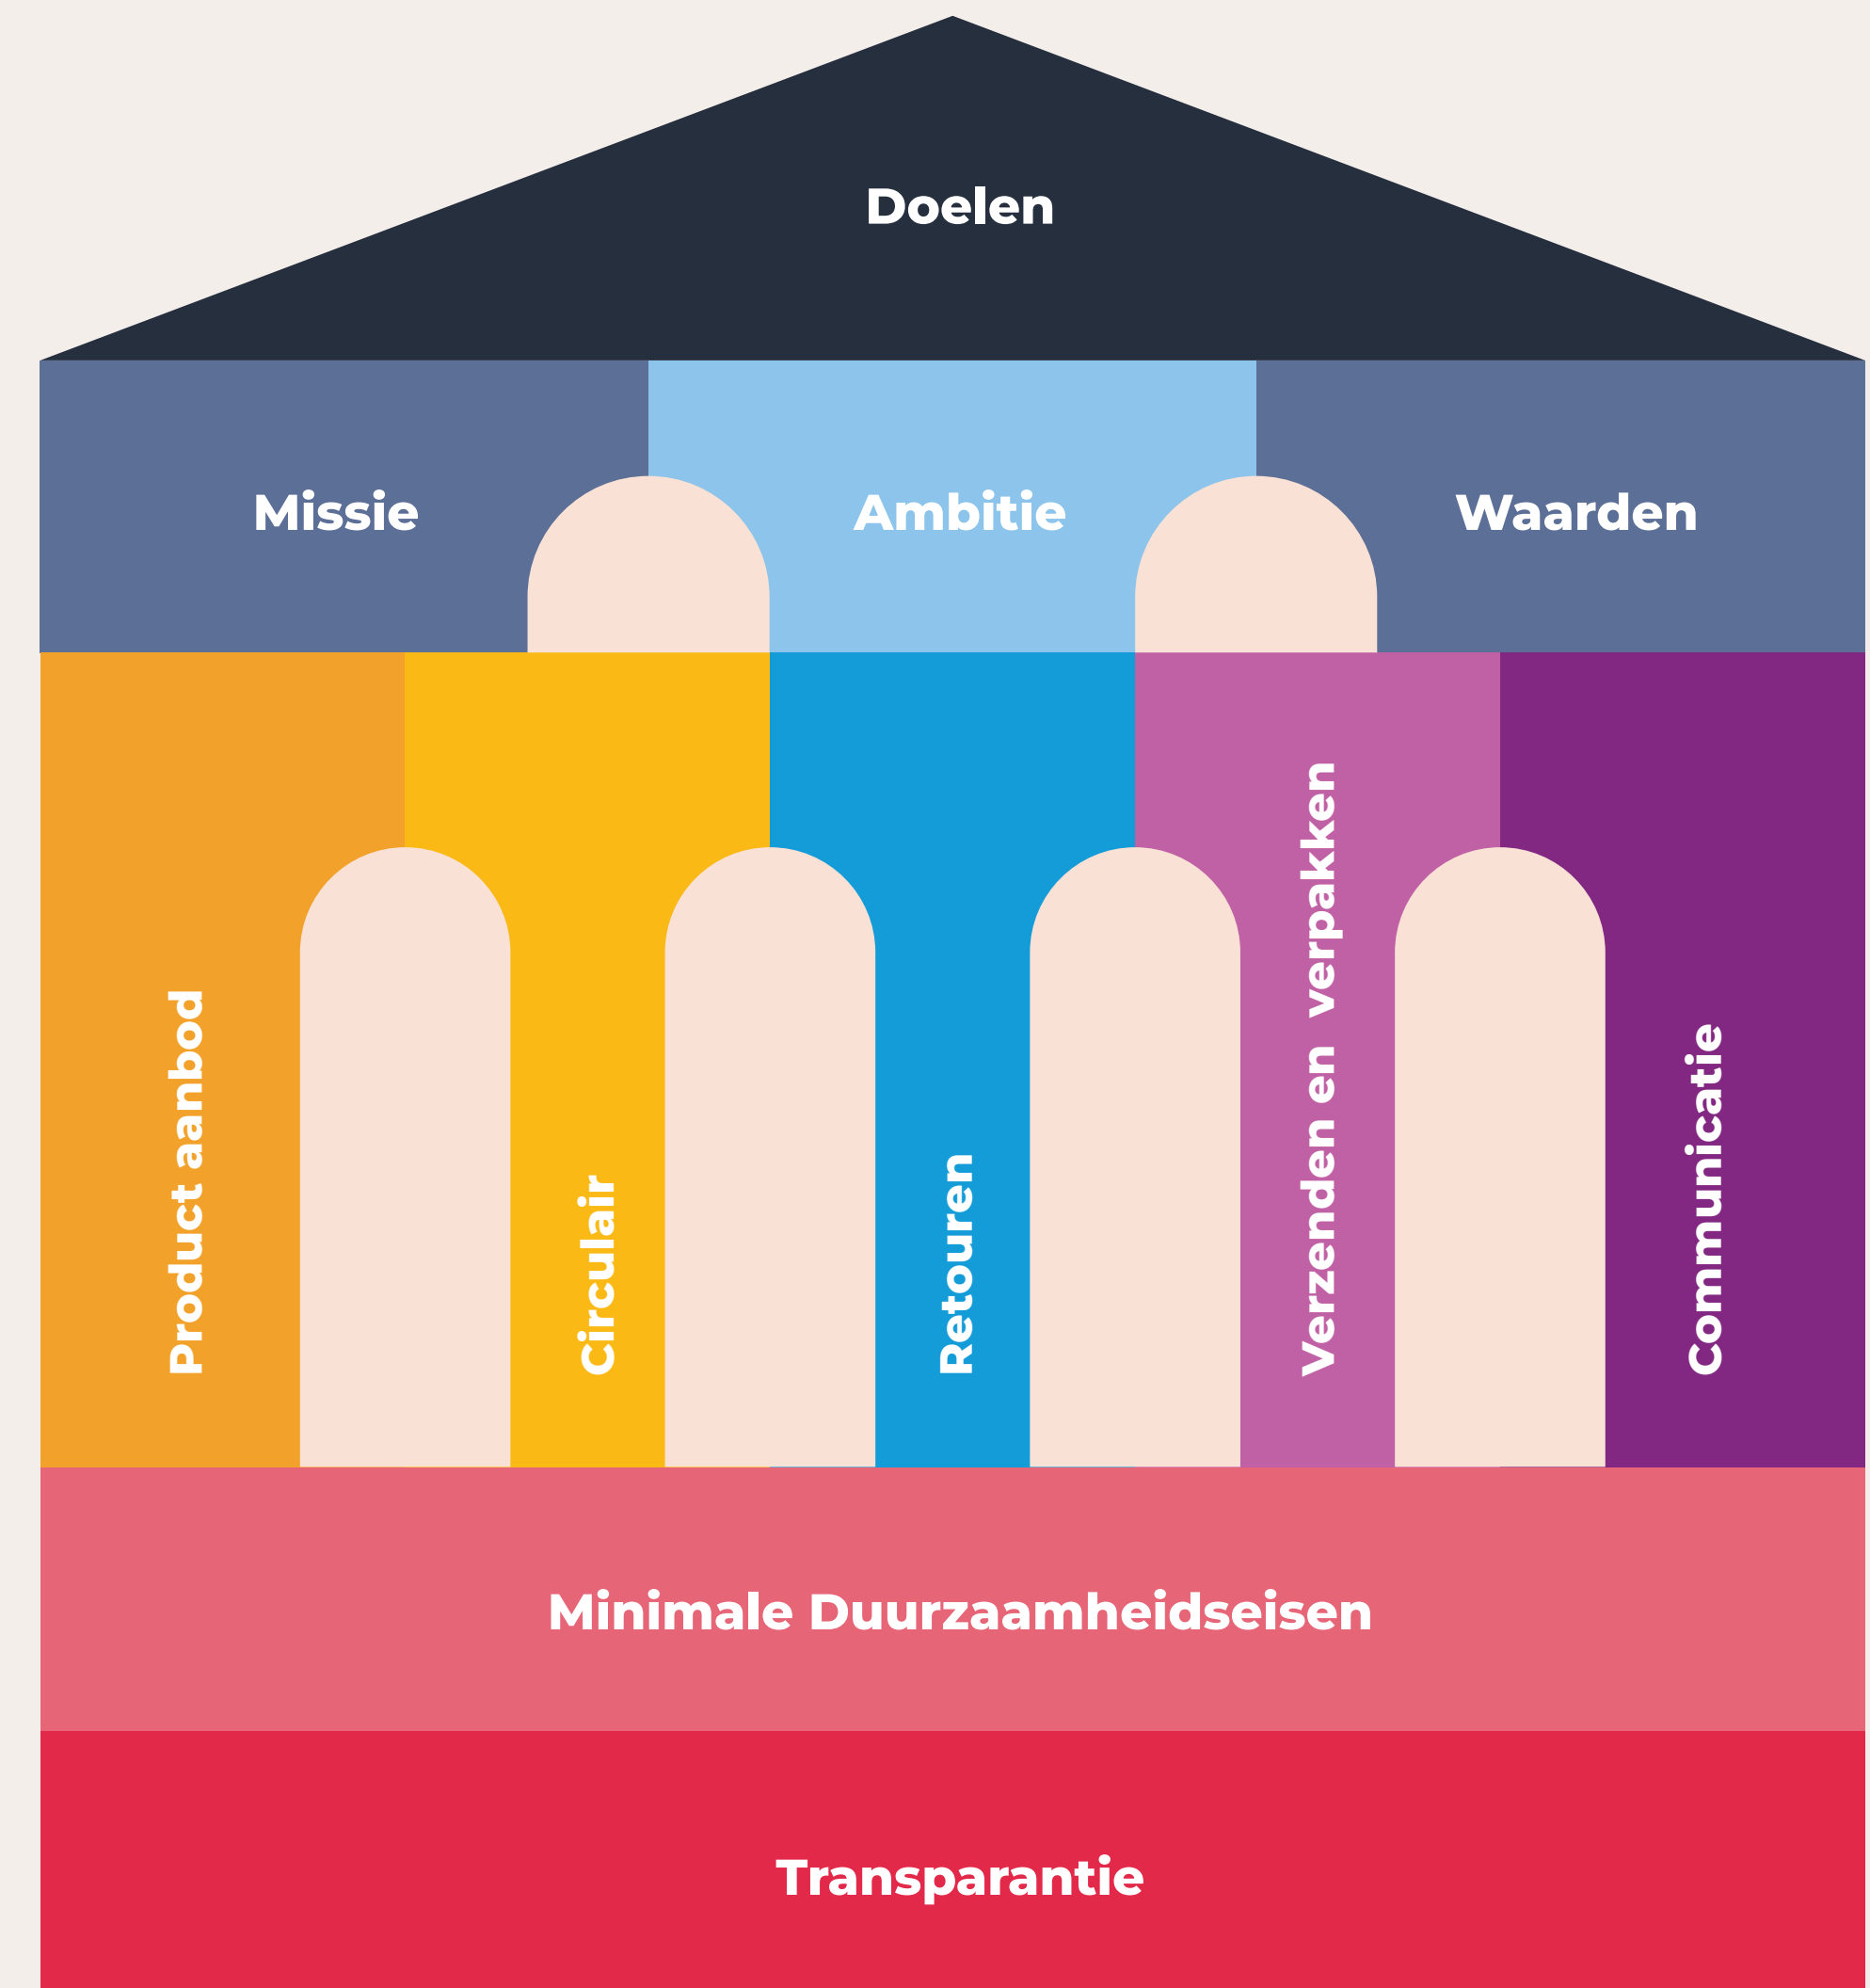 Doelen
Missie
Ambitie
Waarden
Product aanbod
Circulair
Retouren
Verzenden en verpakken
Communicatie
Minimale Duurzaamheidseisen
Transparantie